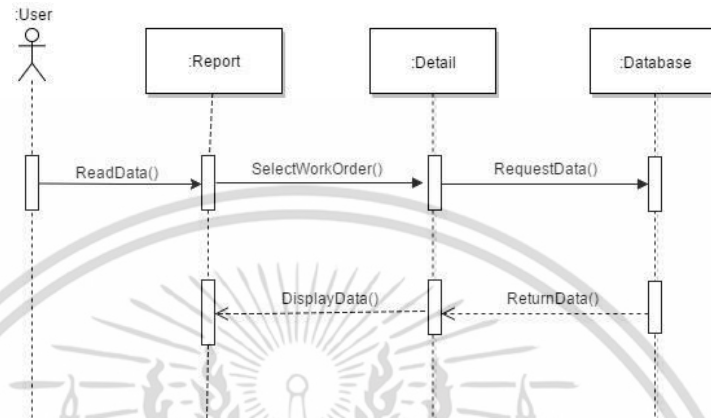 :User
:Report
:Detail
:Database
ReadData()
SelectWorkOrder()
RequestData()
DisplayData()
ReturnData()